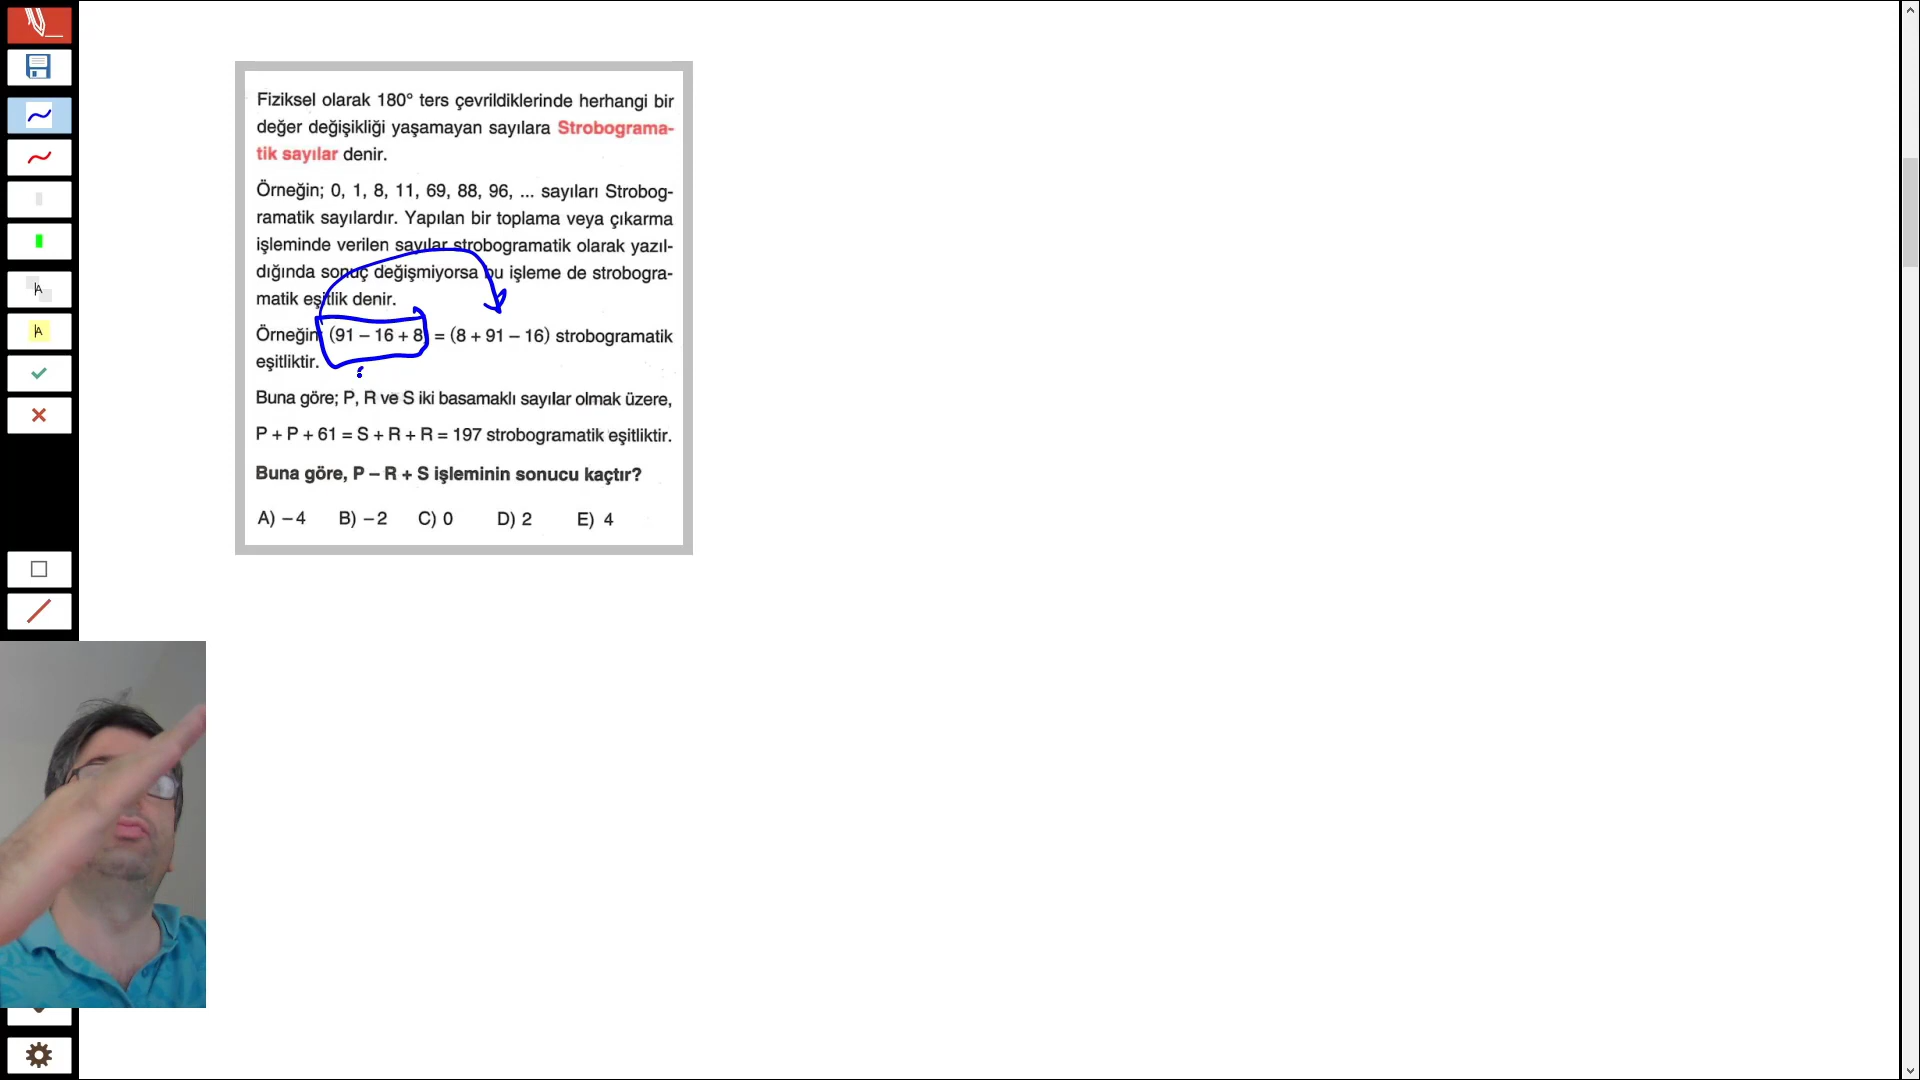 Fiziksel olarak 180° ters çevrildiklerinde herhangi bir
değer değişikliği yaşamayan sayılara Strobograma-
tik sayılar denir.
Örneğin; 0, 1, 8, 11, 69, 88, 96, ... sayıları Strobog-
ramatik sayılardır. Yapılan bir toplama veya çıkarma
işleminde verilen sayılar strobogramatik olarak yazıl-
dığında sonuç değişmiyorsa bu işleme de strobogra-
matik eşitlik denir.
Örneğin; (91 – 16 + 8) = (8 + 91 – 16) strobogramatik
eşitliktir.
Buna göre; P, R ve S iki basamaklı sayılar olmak üzere,
P + P + 61 = S + R + R = 197 strobogramatik eşitliktir.
Buna göre, P – R + S işleminin sonucu kaçtır?
A) – 4 B) – 2 C) 0 D) 2 E) 4
A
A